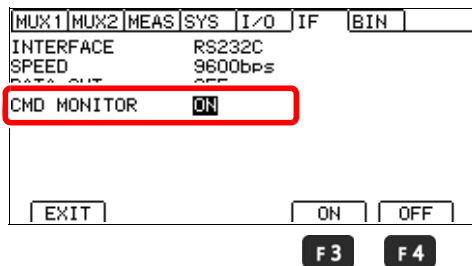 MUX1 MUX2 MEAS SYS I/O IF BIN
INTERFACE RS232C
SPEED 9600bps
CMD MONITOR ON
EXIT ON OFF
F3 F4